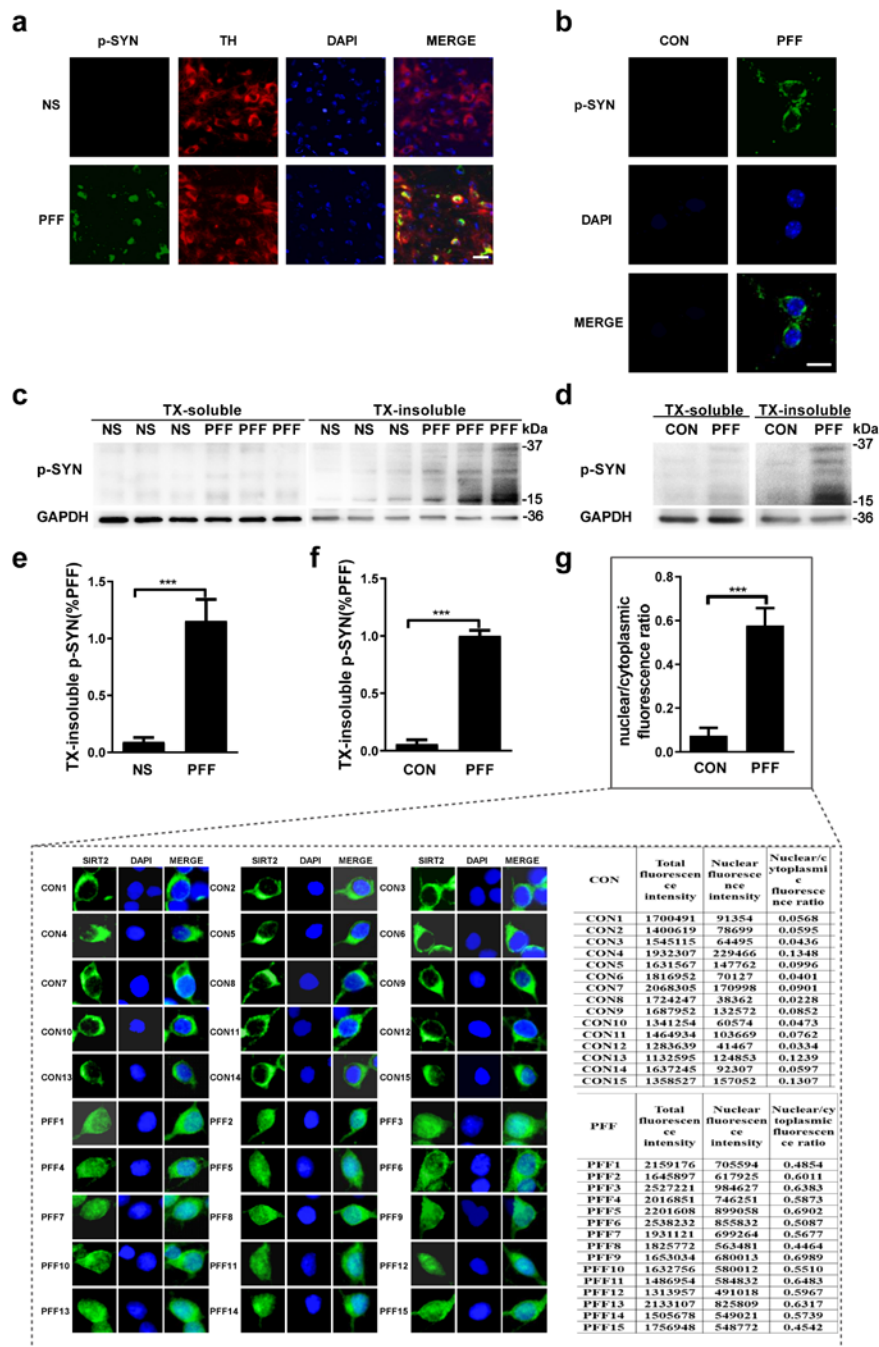 a
p-SYN TH DAPI MERGE
NS
PFF
b
CON PFF
p-SYN
DAPI
MERGE
c
TX-soluble TX-insoluble
NS NS NS PFF PFF PFF NS NS NS PFF PFF PFF kDa
p-SYN
-37
-15
GAPDH
-36
d
TX-soluble TX-insoluble
CON PFF CON PFF kDa
p-SYN
-37
-15
GAPDH
-36
e
TX-insoluble p-SYN(%PFF)
1.5
1.0
0.5
0.0
***
NS PFF
f
TX-insoluble p-SYN(%PFF)
1.5
1.0
0.5
0.0
***
CON PFF
g
nuclear/cytoplasmic
fluorescence ratio
0.8
0.6
0.4
0.2
0.0
***
CON PFF
SIRT2 DAPI MERGE SIRT2 DAPI MERGE SIRT2 DAPI MERGE
CON1 CON2 CON3
CON4 CON5 CON6
CON7 CON8 CON9
CON10 CON11 CON12
CON13 CON14 CON15
PFF1 PFF2 PFF3
PFF4 PFF5 PFF6
PFF7 PFF8 PFF9
PFF10 PFF11 PFF12
PFF13 PFF14 PFF15
CON
Total
fluorescen
ce
intensity
Nuclear
fluoresce
nce
intensity
Nuclear/c
ytoplasmi
c
fluoresce
nce ratio
CON1 1700491 91354 0.0568
CON2 1400619 78699 0.0595
CON3 1545115 64495 0.0436
CON4 1932307 229466 0.1348
CON5 1631567 147762 0.0996
CON6 1816952 70127 0.0401
CON7 2068305 170998 0.0901
CON8 1724247 38362 0.0228
CON9 1687952 132572 0.0852
CON10 1341254 60574 0.0473
CON11 1464934 103669 0.0762
CON12 1283639 41467 0.0334
CON13 1132595 124853 0.1239
CON14 1637245 92307 0.0597
CON15 1358527 157052 0.1307
PFF
Total
fluorescen
ce
intensity
Nuclear
fluorescen
ce
intensity
Nuclear/cy
toplasmic
fluorescen
ce ratio
PFF1 2159176 705594 0.4854
PFF2 1645897 617925 0.6011
PFF3 2527221 984627 0.6383
PFF4 2016851 746251 0.5873
PFF5 2201608 899058 0.6902
PFF6 2538232 855832 0.5087
PFF7 1931121 699264 0.5677
PFF8 1825772 563481 0.4464
PFF9 1653034 680013 0.6989
PFF10 1632756 580012 0.5510
PFF11 1486954 584832 0.6483
PFF12 1313957 491018 0.5967
PFF13 2133107 825809 0.6317
PFF14 1505678 549021 0.5739
PFF15 1756948 548772 0.4542